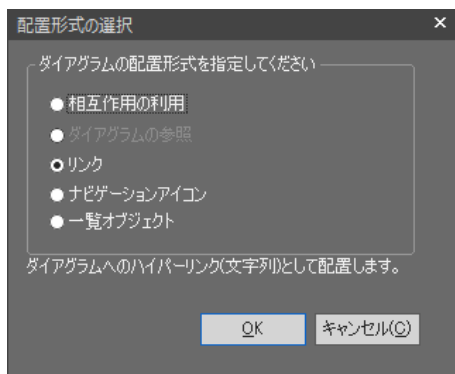 配置形式の選択
×
ダイアグラムの配置形式を指定してください
相互作用の利用
ダイアグラムの参照
リンク
ナビゲーションアイコン
一覧オブジェクト
ダイアグラムへのハイパーリンク(文字列)として配置します。
OK
キャンセル(C)